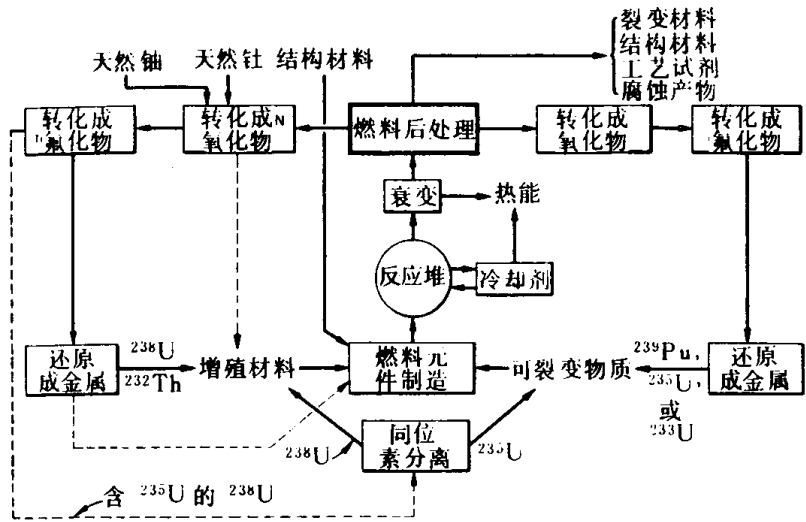 裂变材料
结构材料
工艺试剂
腐蚀产物
天然铀
天然钍
结构材料
转化成
氟化物
转化成N
氧化物
燃料后处理
转化成
氧化物
转化成
氟化物
衰变
热能
反应堆
冷却剂
还原
成金属
²³⁸U
²³²Th
增殖材料
燃料元
件制造
可裂变物质
²³⁹Pu,
²³⁵U,
或
²³³U
还原
成金属
²³⁸U
同位
素分离
²³⁵U
含 ²³⁵U 的 ²³⁸U